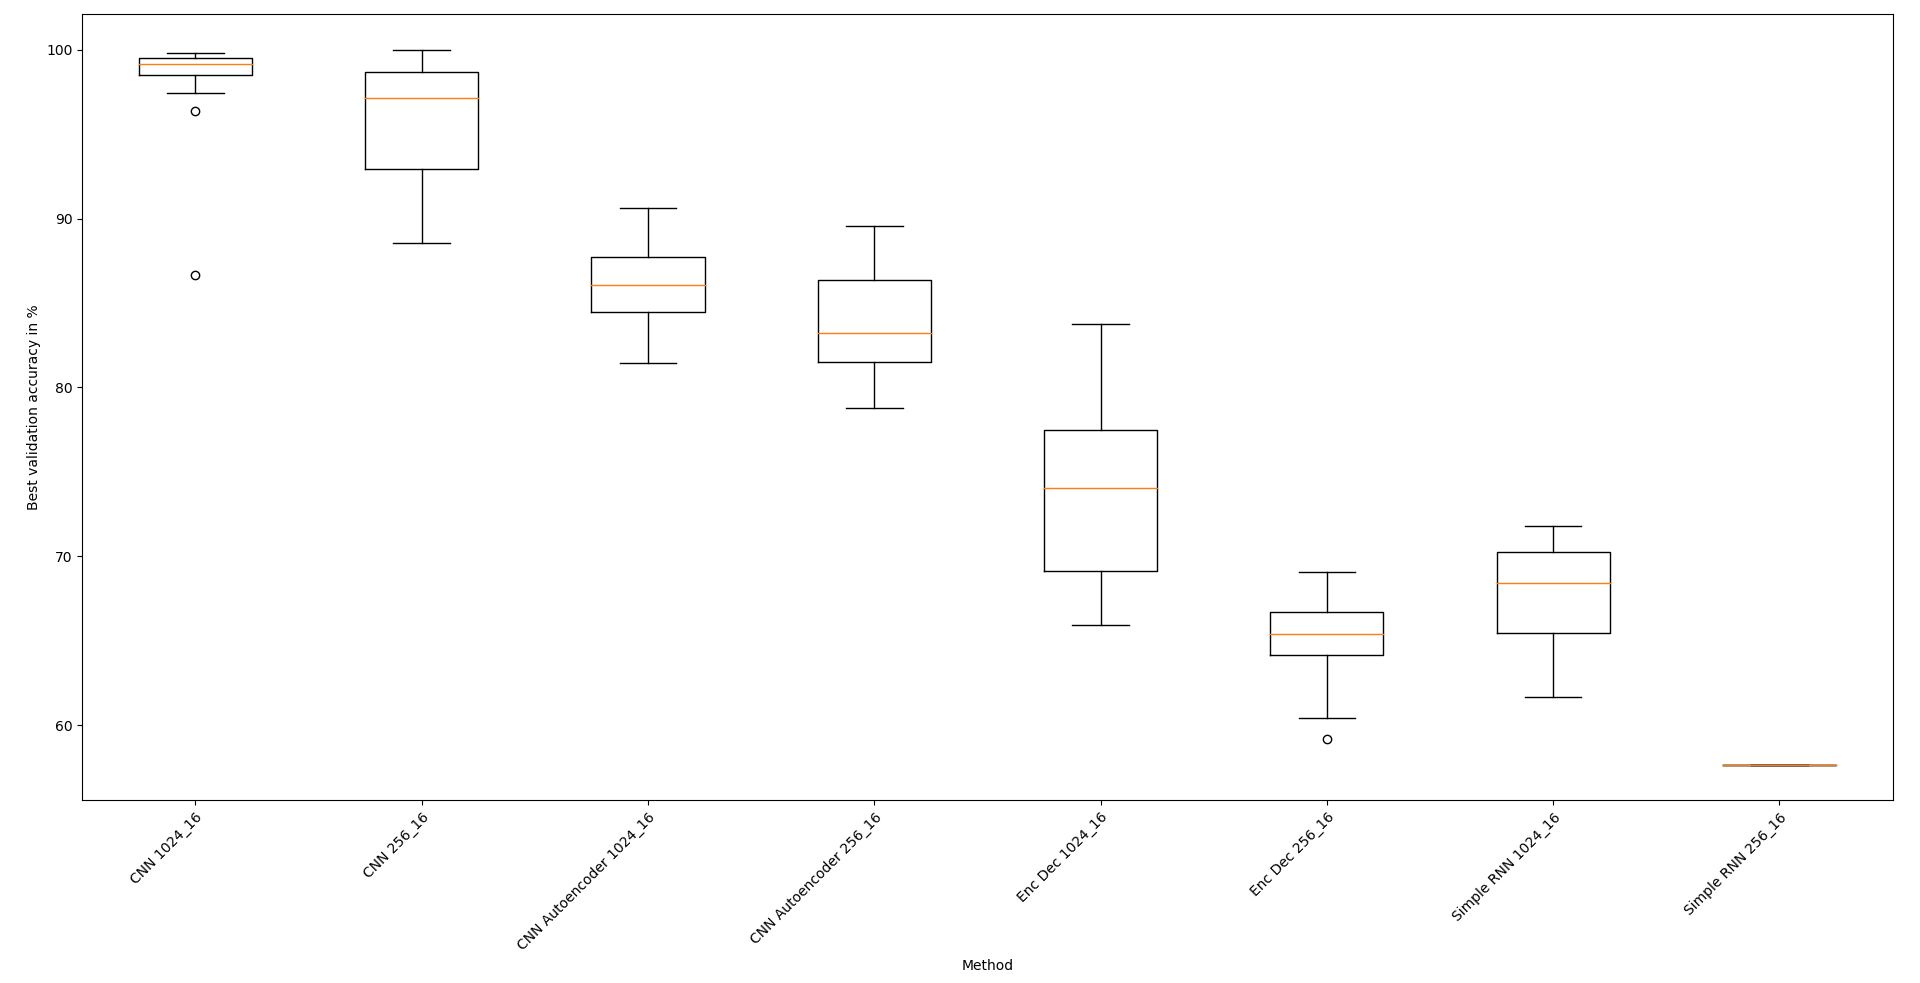 Best validation accuracy in %
100
90
80
70
60
CNN 1024_16
CNN 256_16
CNN Autoencoder 1024_16
CNN Autoencoder 256_16
Enc Dec 1024_16
Enc Dec 256_16
Simple RNN 1024_16
Simple RNN 256_16
Method